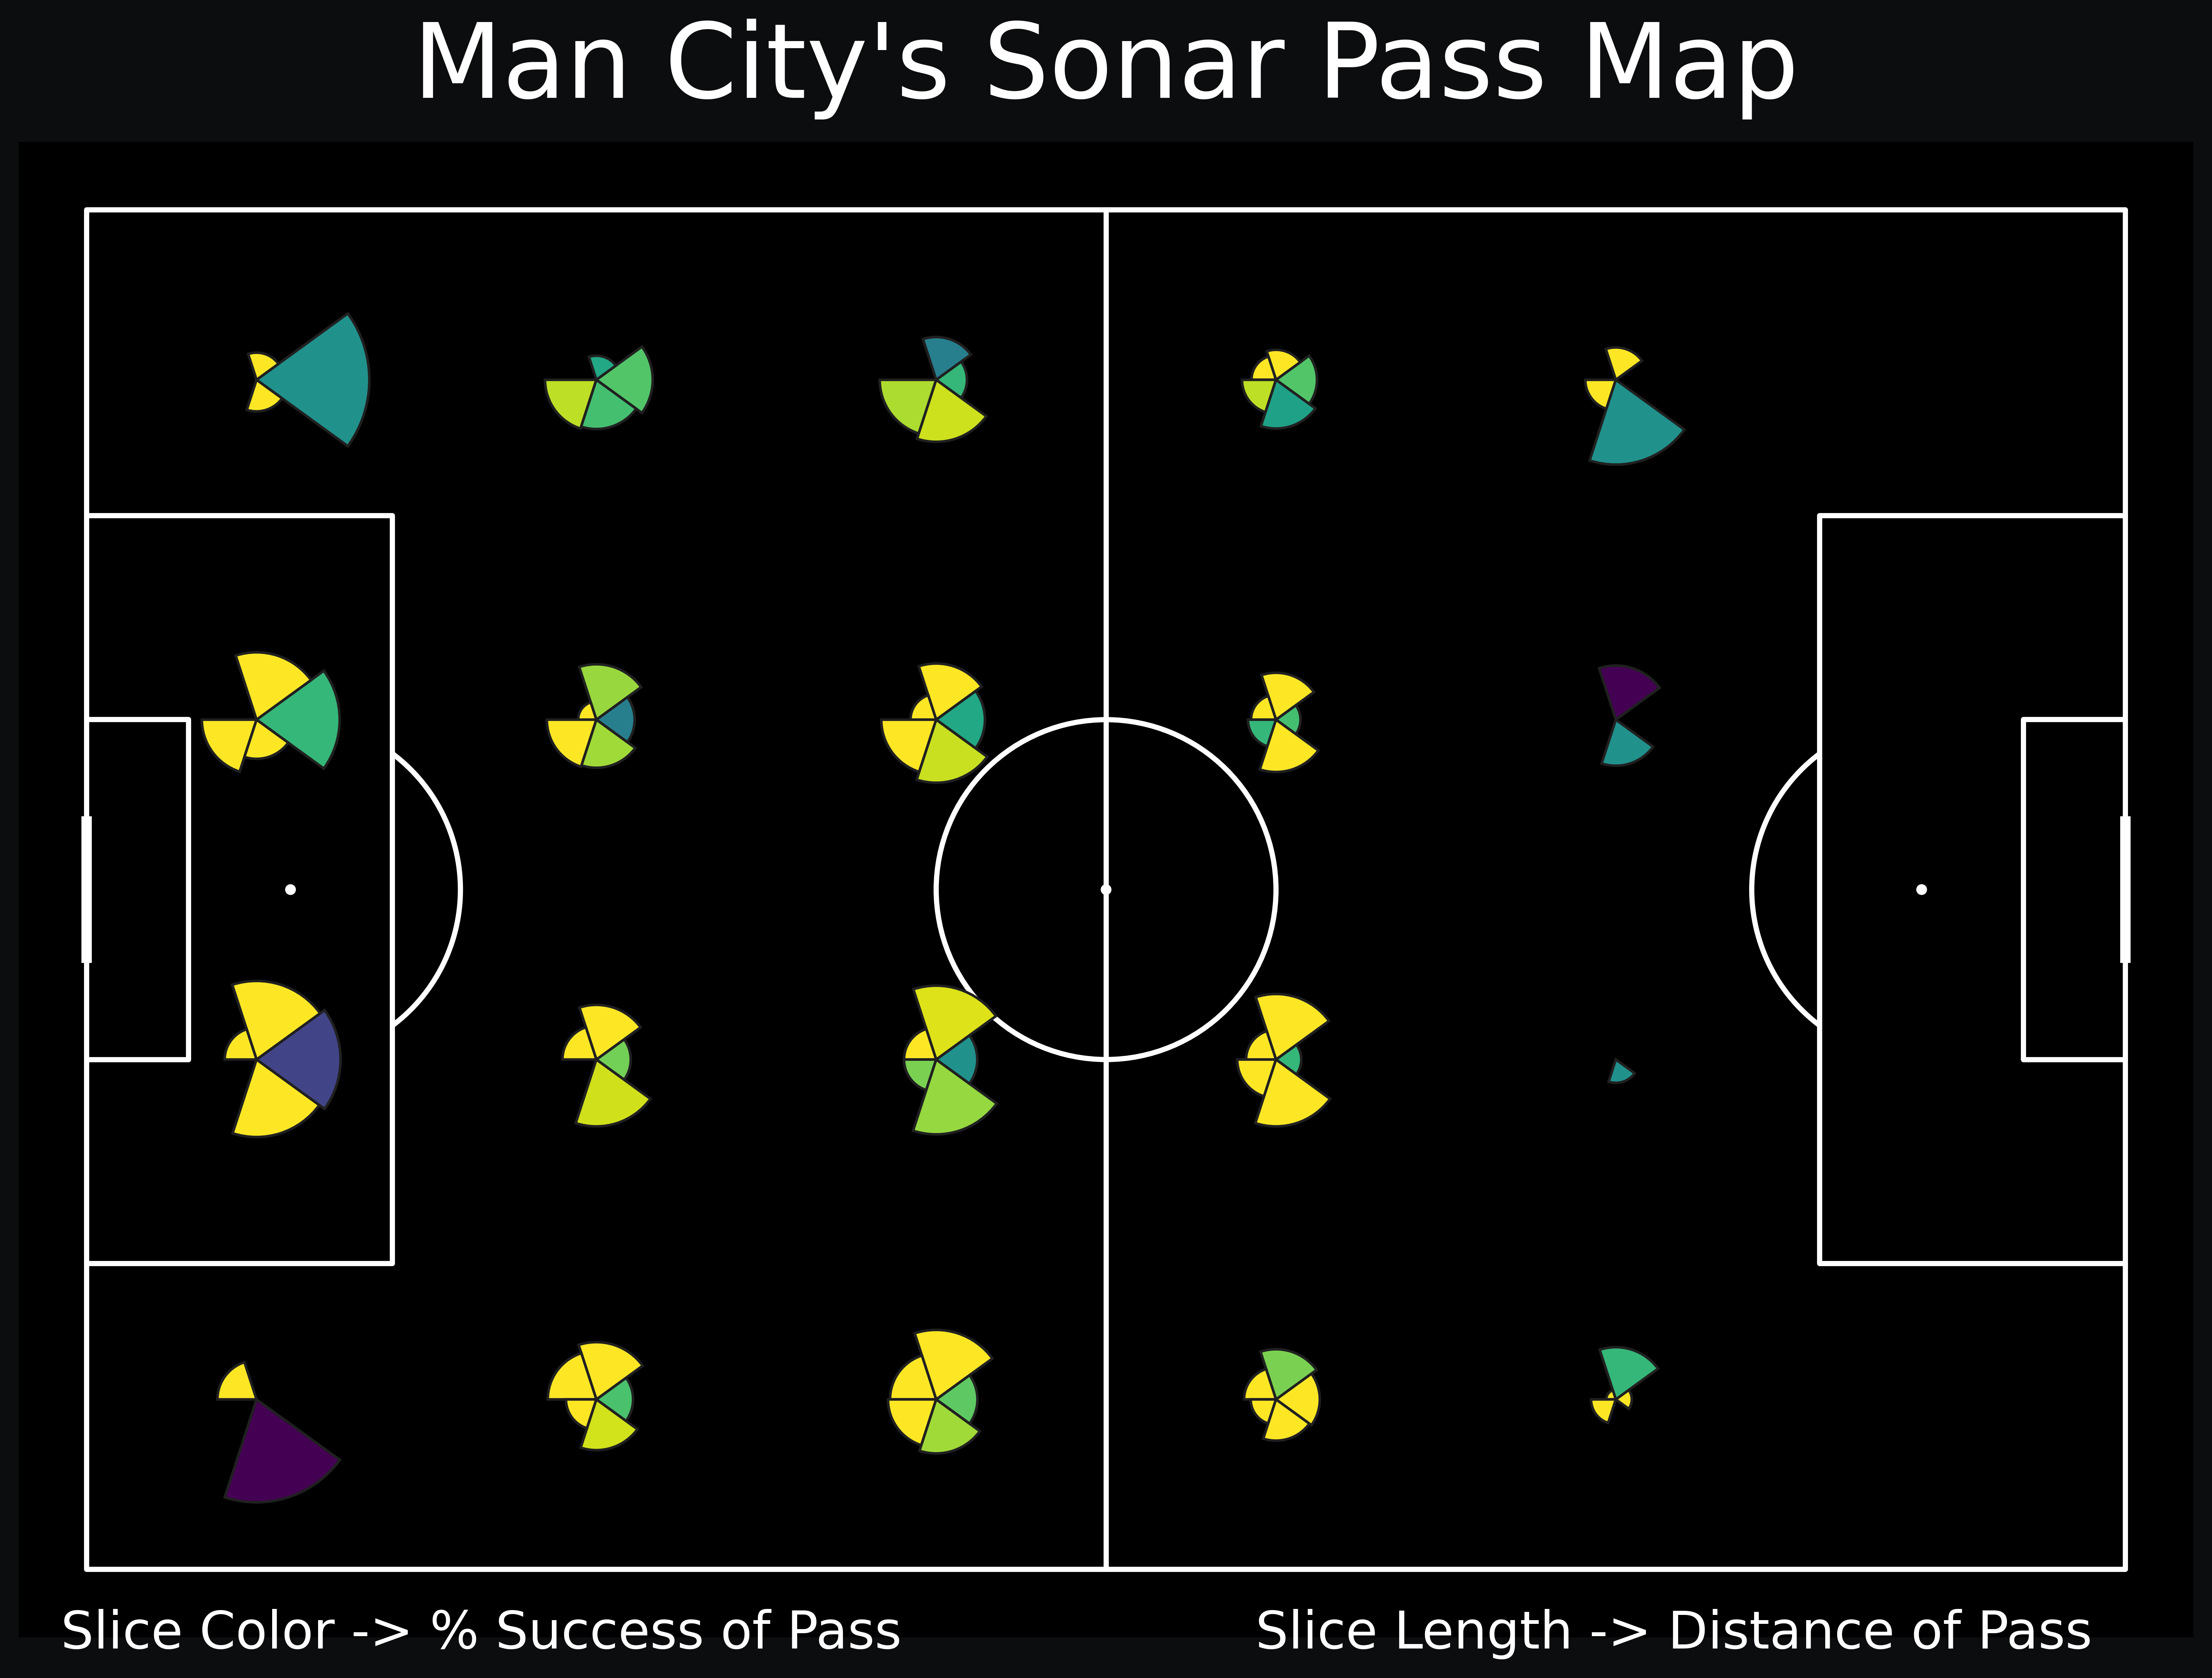 Man City's Sonar Pass Map
Slice Color -> % Success of Pass
Slice Length -> Distance of Pass